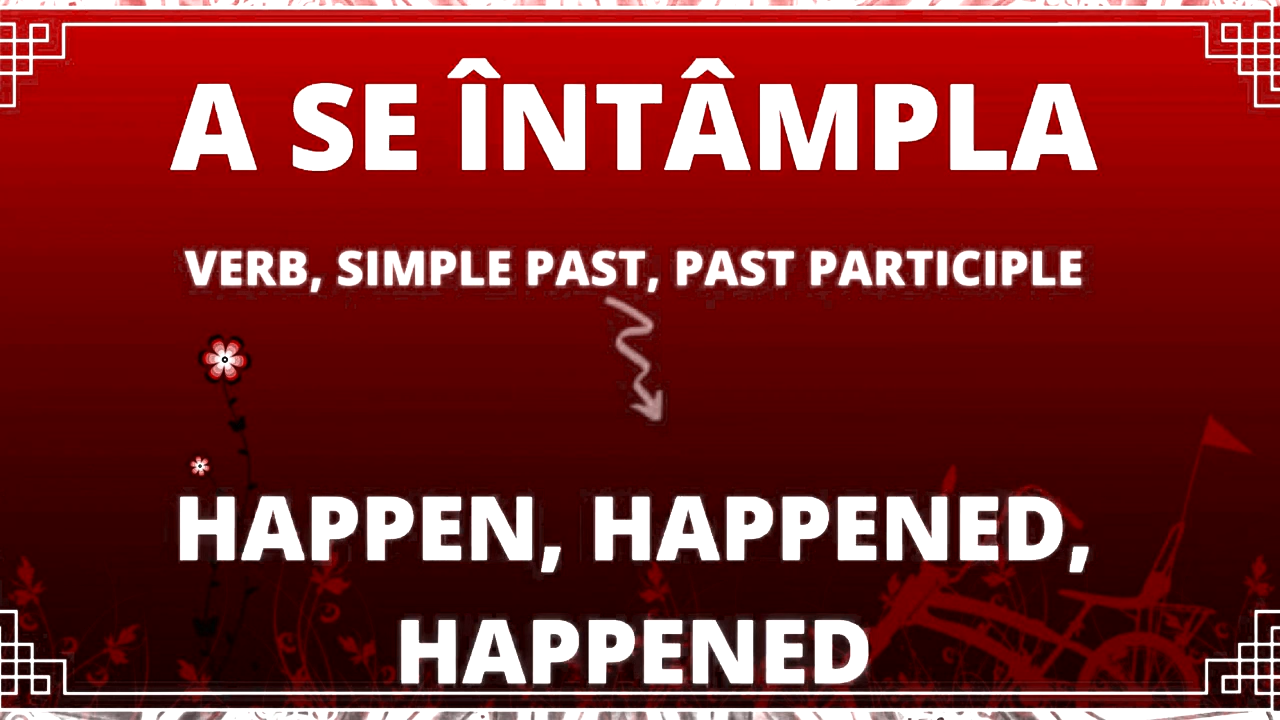 A SE ÎNTÂMPLA
VERB, SIMPLE PAST, PAST PARTICIPLE
HAPPEN, HAPPENED,
HAPPENED